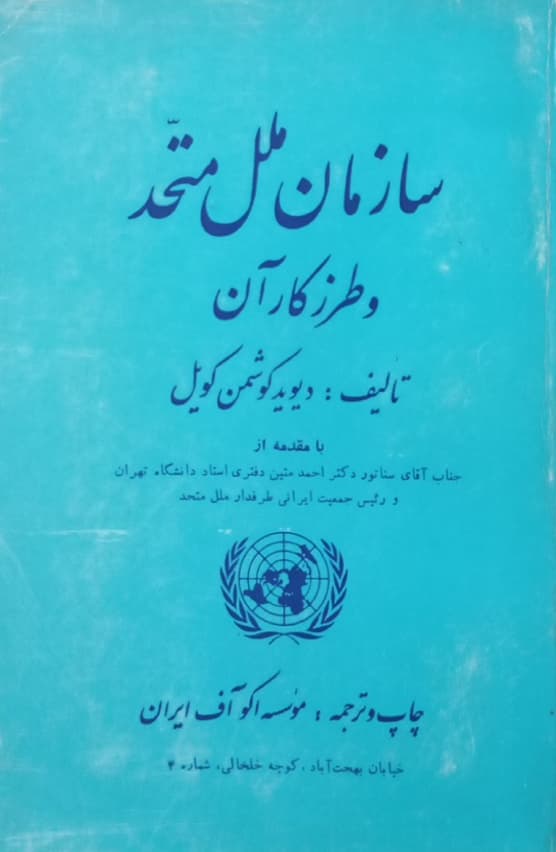 سازمان ملل متّحد
و طرز کار آن
تألیف : دیوید کوشمن کویل
با مقدمه از
جناب آقای سناتور دکتر احمد متین دفتری استاد دانشگاه تهران
و رئیس جمعیت ایرانی طرفدار ملل متحد
چاپ و ترجمه : مؤسسه اکو آف ایران
خیابان بهجت‌آباد، کوچه خلخالی، شماره ۴